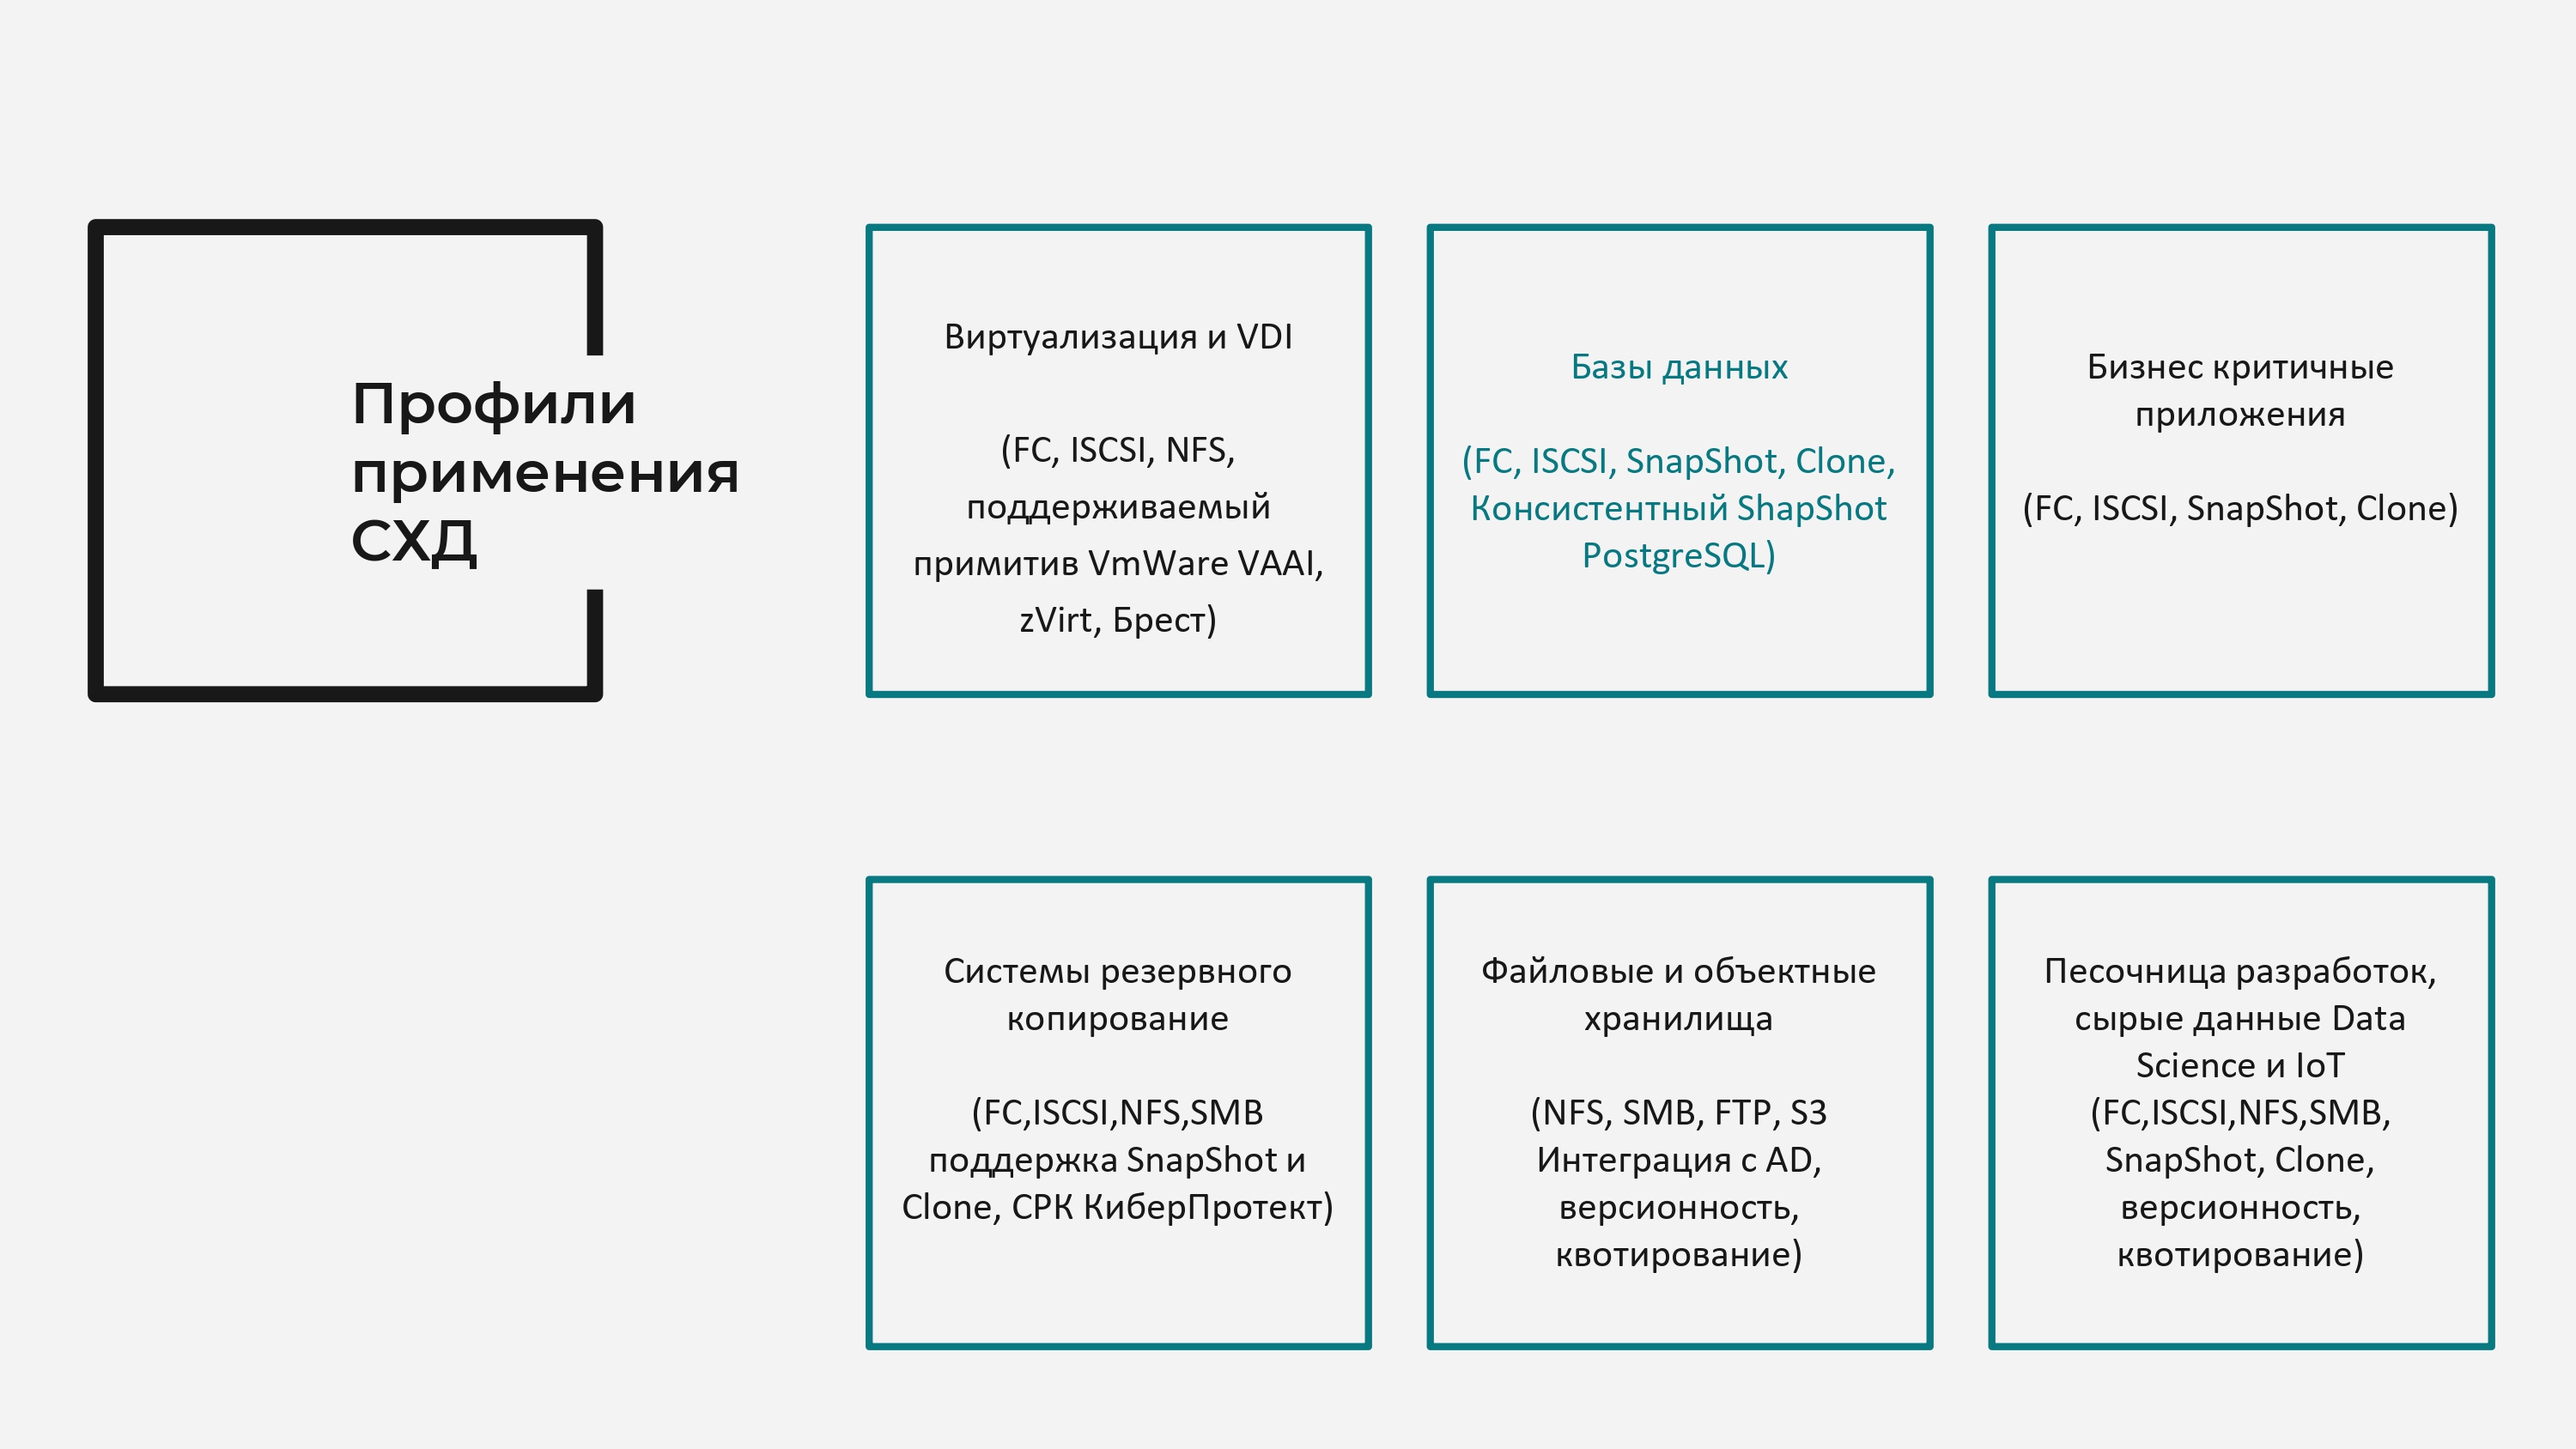 Профили
применения
СХД
Виртуализация и VDI
(FC, ISCSI, NFS,
поддерживаемый
примитив VmWare VAAI,
zVirt, Брест)
Базы данных
(FC, ISCSI, SnapShot, Clone,
Консистентный ShapShot
PostgreSQL)
Бизнес критичные
приложения
(FC, ISCSI, SnapShot, Clone)
Системы резервного
копирование
(FC,ISCSI,NFS,SMB
поддержка SnapShot и
Clone, СРК КиберПротект)
Файловые и объектные
хранилища
(NFS, SMB, FTP, S3
Интеграция с AD,
версионность,
квотирование)
Песочница разработок,
сырые данные Data
Science и IoT
(FC,ISCSI,NFS,SMB,
SnapShot, Clone,
версионность,
квотирование)